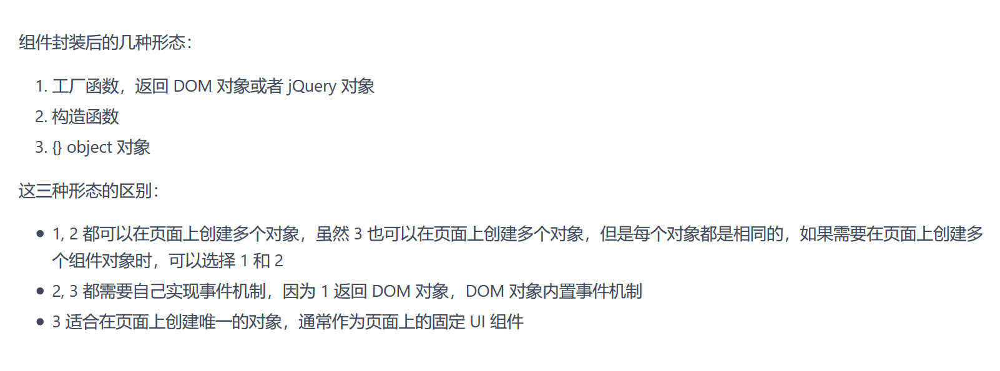 组件封装后的几种形态：
1. 工厂函数，返回 DOM 对象或者 jQuery 对象
2. 构造函数
3. {} object 对象
这三种形态的区别：
● 1, 2 都可以在页面上创建多个对象，虽然 3 也可以在页面上创建多个对象，但是每个对象都是相同的，如果需要在页面上创建多
个组件对象时，可以选择 1 和 2
● 2, 3 都需要自己实现事件机制，因为 1 返回 DOM 对象，DOM 对象内置事件机制
● 3 适合在页面上创建唯一的对象，通常作为页面上的固定 UI 组件